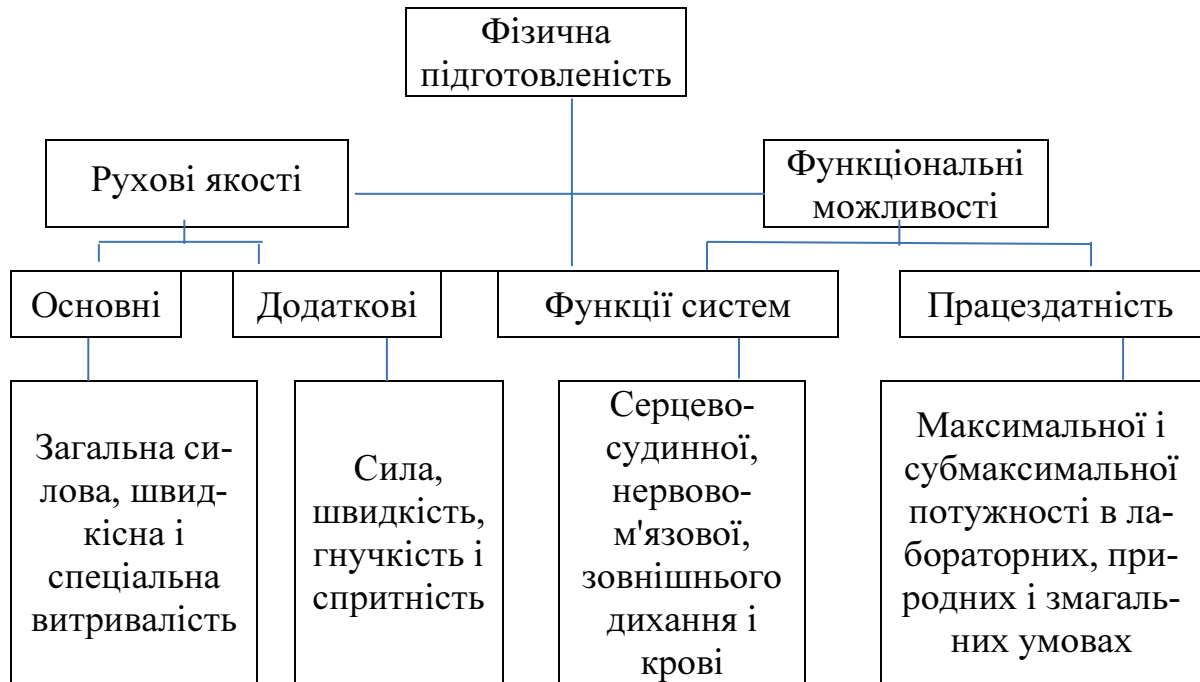 Фізична
підготовленість
Рухові якості
Функціональні
можливості
Основні
Додаткові
Функції систем
Працездатність
Загальна си-
лова, швид-
кісна і
спеціальна
витривалість
Сила,
швидкість,
гнучкість і
спритність
Серцево-
судинної,
нервово-
м'язової,
зовнішнього
дихання і
крові
Максимальної і
субмаксимальної
потужності в ла-
бораторних, при-
родних і змагаль-
них умовах